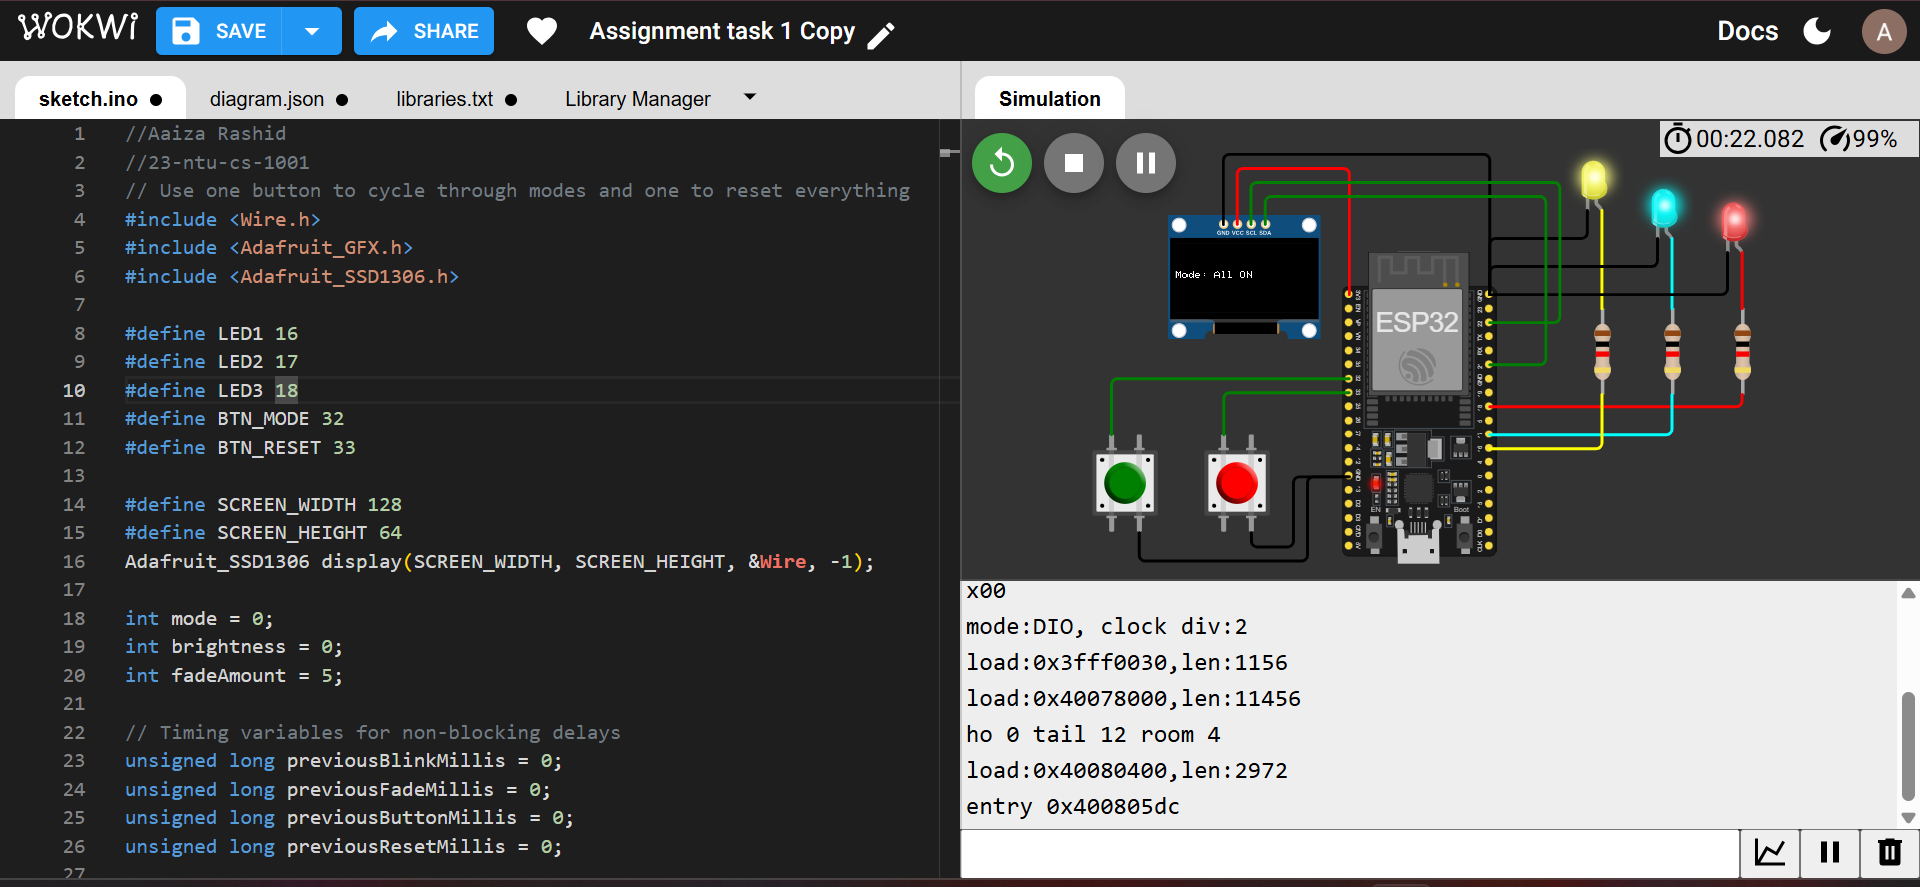 WOKWi
SAVE
SHARE
Assignment task 1 Copy
Docs
A
sketch.ino
diagram.json
libraries.txt
Library Manager
1 //Aaiza Rashid
2 //23-ntu-cs-1001
3 // Use one button to cycle through modes and one to reset everything
4 #include <Wire.h>
5 #include <Adafruit_GFX.h>
6 #include <Adafruit_SSD1306.h>
7
8 #define LED1 16
9 #define LED2 17
10 #define LED3 18
11 #define BTN_MODE 32
12 #define BTN_RESET 33
13
14 #define SCREEN_WIDTH 128
15 #define SCREEN_HEIGHT 64
16 Adafruit_SSD1306 display(SCREEN_WIDTH, SCREEN_HEIGHT, &Wire, -1);
17
18 int mode = 0;
19 int brightness = 0;
20 int fadeAmount = 5;
21
22 // Timing variables for non-blocking delays
23 unsigned long previousBlinkMillis = 0;
24 unsigned long previousFadeMillis = 0;
25 unsigned long previousButtonMillis = 0;
26 unsigned long previousResetMillis = 0;
27
Simulation
00:22.082 99%
GND VCC SCL SDA
Mode: All ON
ESP32
EN
Boot
x00
mode:DIO, clock div:2
load:0x3fff0030,len:1156
load:0x40078000,len:11456
ho 0 tail 12 room 4
load:0x40080400,len:2972
entry 0x400805dc